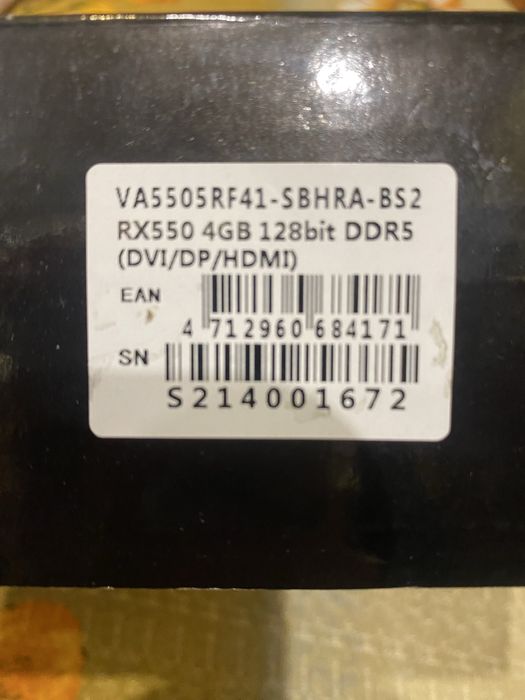 VA5505RF41-SBHRA-BS2
RX550 4GB 128bit DDR5
(DVI/DP/HDMI)
EAN
4 712960 684171
SN
S214001672